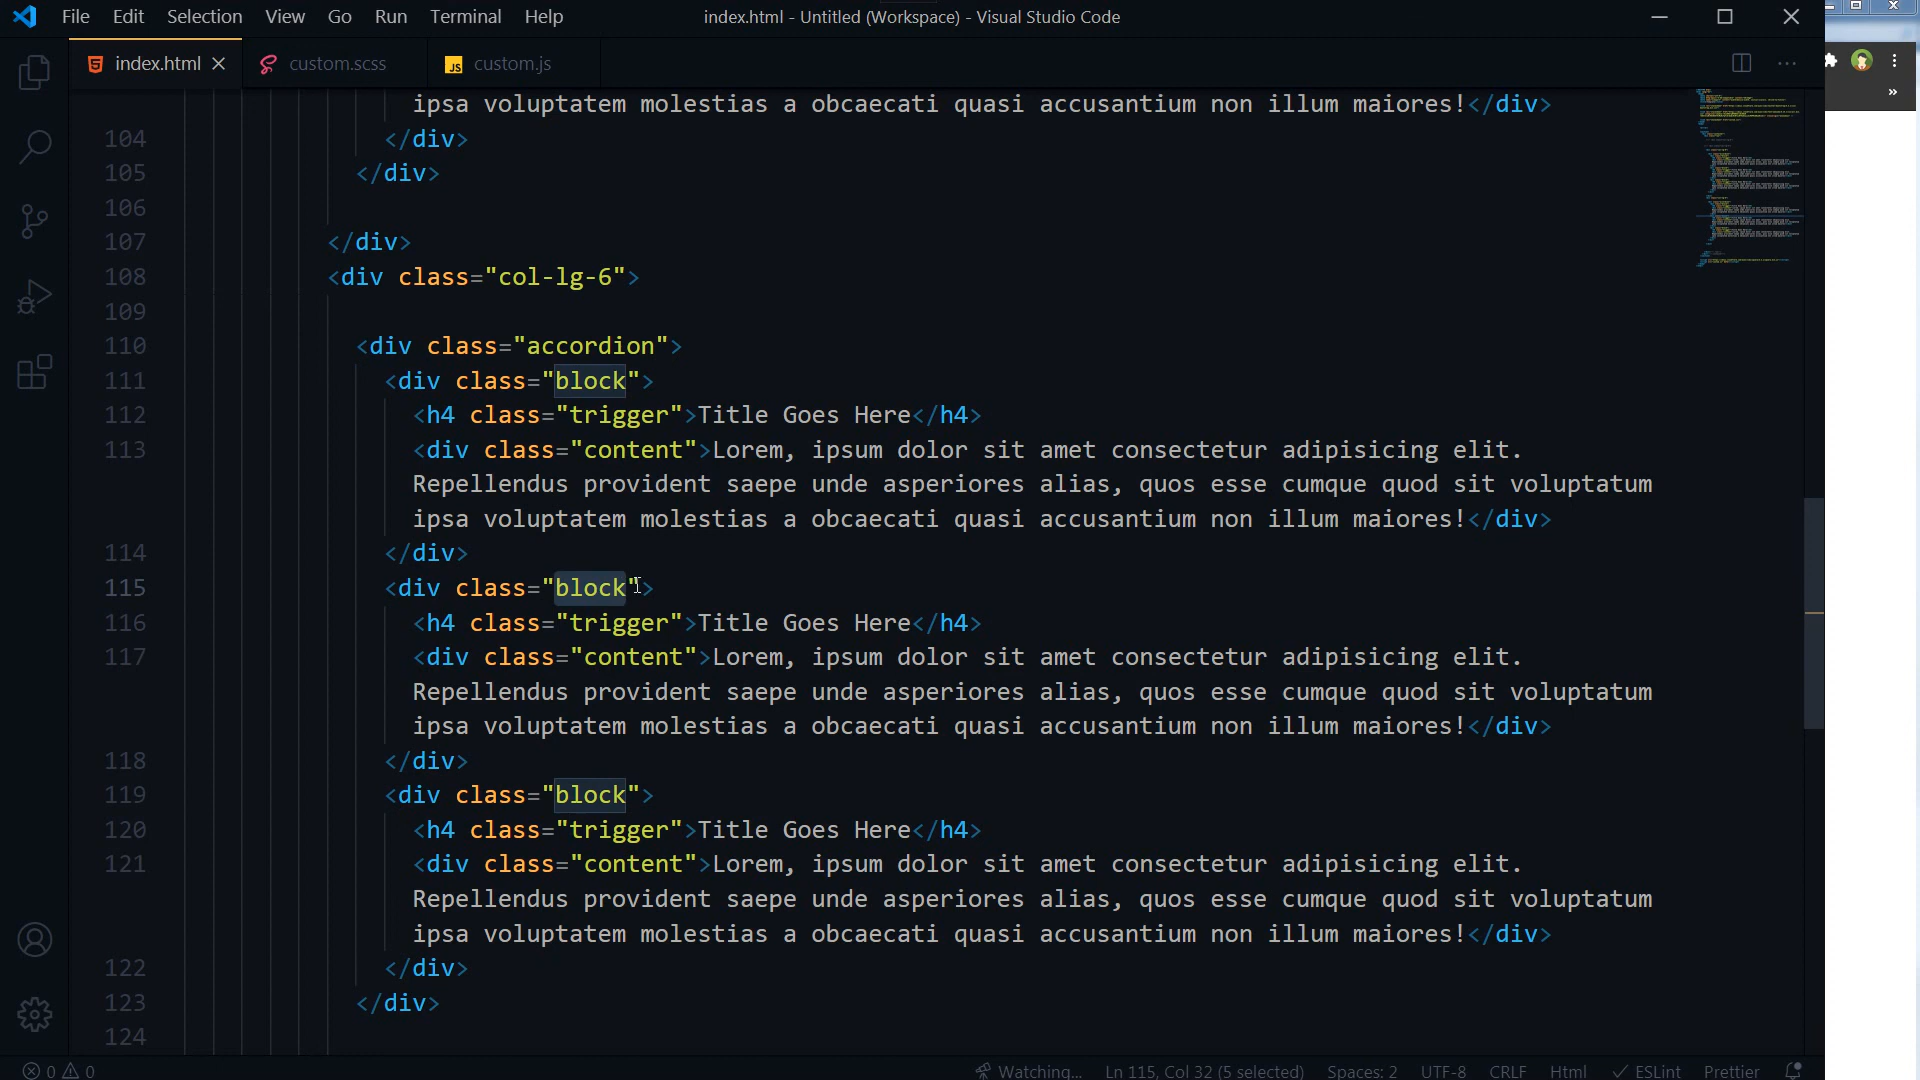 File Edit Selection View Go Run Terminal Help index.html - Untitled (Workspace) - Visual Studio Code
index.html custom.scss JS custom.js
ipsa voluptatem molestias a obcaecati quasi accusantium non illum maiores!</div>
104 </div>
105 </div>
106
107 </div>
108 <div class="col-lg-6">
109
110 <div class="accordion">
111 <div class="block">
112 <h4 class="trigger">Title Goes Here</h4>
113 <div class="content">Lorem, ipsum dolor sit amet consectetur adipisicing elit.
Repellendus provident saepe unde asperiores alias, quos esse cumque quod sit voluptatum
ipsa voluptatem molestias a obcaecati quasi accusantium non illum maiores!</div>
114 </div>
115 <div class="block">
116 <h4 class="trigger">Title Goes Here</h4>
117 <div class="content">Lorem, ipsum dolor sit amet consectetur adipisicing elit.
Repellendus provident saepe unde asperiores alias, quos esse cumque quod sit voluptatum
ipsa voluptatem molestias a obcaecati quasi accusantium non illum maiores!</div>
118 </div>
119 <div class="block">
120 <h4 class="trigger">Title Goes Here</h4>
121 <div class="content">Lorem, ipsum dolor sit amet consectetur adipisicing elit.
Repellendus provident saepe unde asperiores alias, quos esse cumque quod sit voluptatum
ipsa voluptatem molestias a obcaecati quasi accusantium non illum maiores!</div>
122 </div>
123 </div>
124
0 0 Watching... Ln 115, Col 32 (5 selected) Spaces: 2 UTF-8 CRLF Html ESLint Prettier